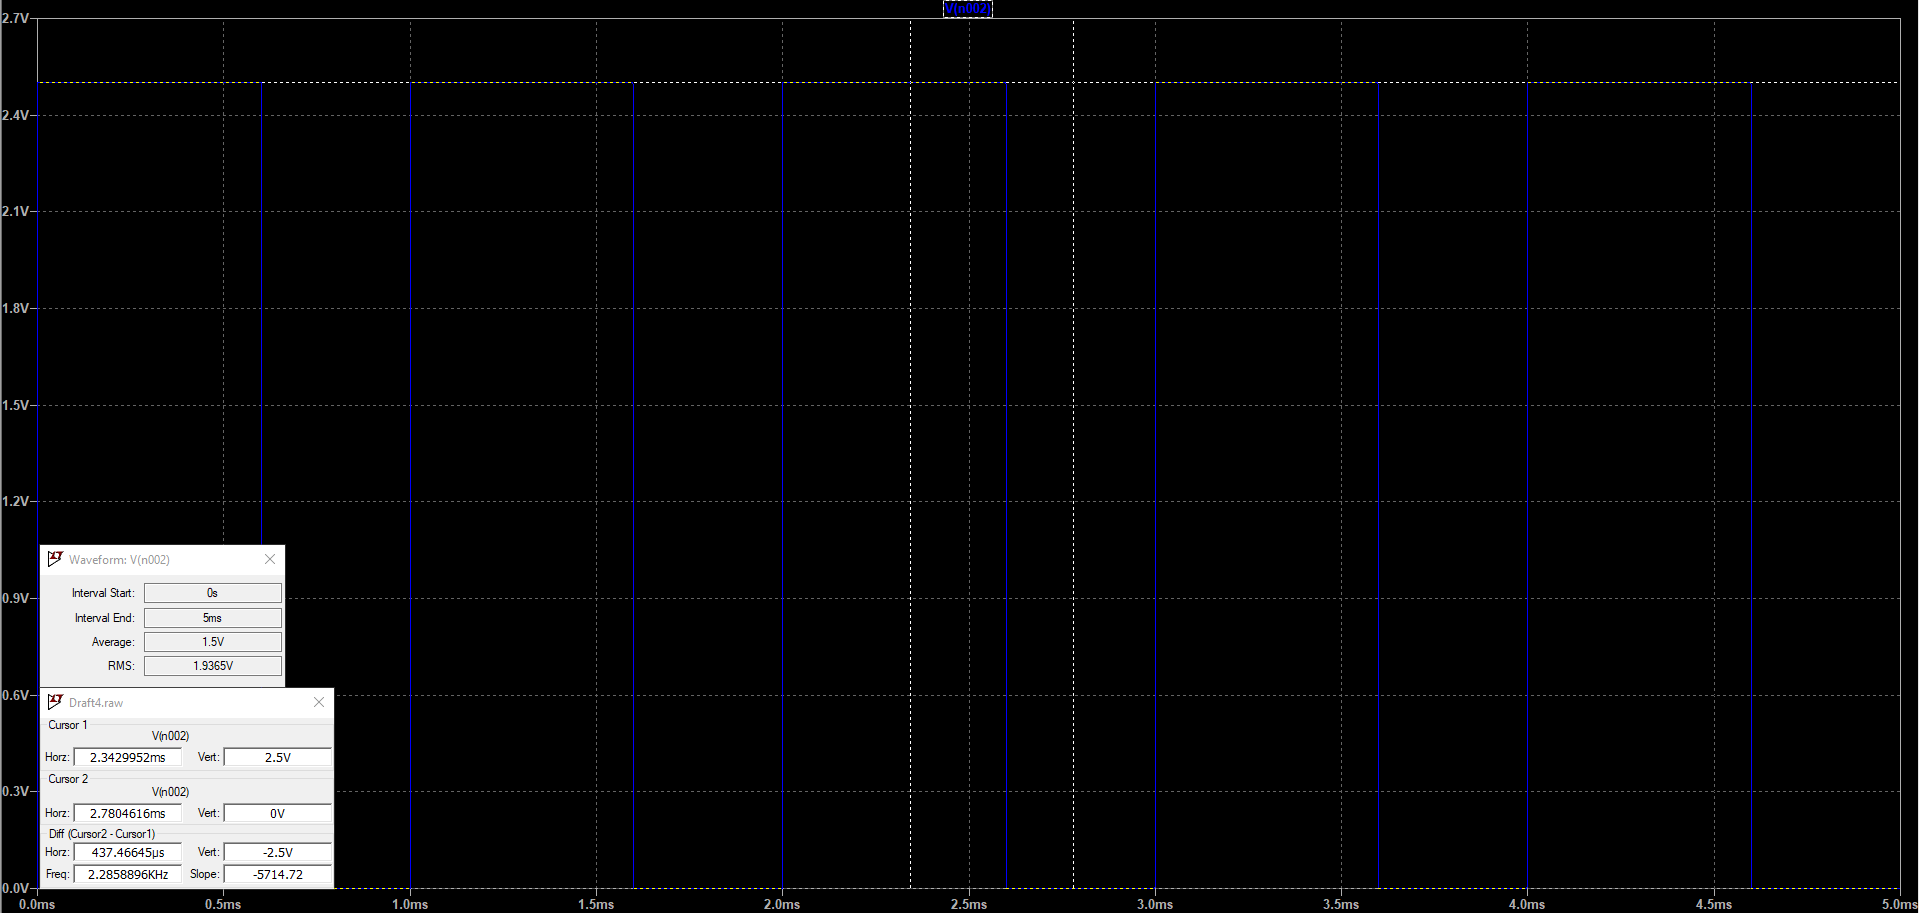 V(n002)
2.7V
2.4V
2.1V
1.8V
1.5V
1.2V
0.9V
0.6V
0.3V
0.0V
Waveform: V(n002)
Interval Start: 0s
Interval End: 5ms
Average: 1.5V
RMS: 1.9365V
Draft4.raw
Cursor 1
V(n002)
Horz: 2.3429952ms Vert: 2.5V
Cursor 2
V(n002)
Horz: 2.7804616ms Vert: 0V
Diff (Cursor2 - Cursor1)
Horz: 437.46645µs Vert: -2.5V
Freq: 2.2858896KHz Slope: -5714.72
0.0ms 0.5ms 1.0ms 1.5ms 2.0ms 2.5ms 3.0ms 3.5ms 4.0ms 4.5ms 5.0ms